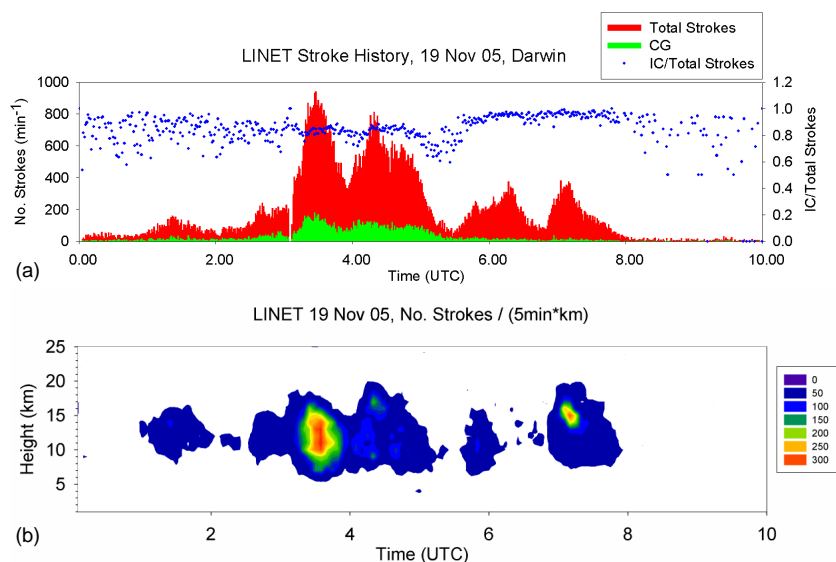 Total Strokes
CG
IC/Total Strokes
LINET Stroke History, 19 Nov 05, Darwin
No. Strokes (min-1)
1000
800
600
400
200
0
1.2
1.0
0.8
0.6
0.4
0.2
0.0
IC/Total Strokes
0.00 2.00 4.00 6.00 8.00 10.00
Time (UTC)
(a)
LINET 19 Nov 05, No. Strokes / (5min*km)
Height (km)
25
20
15
10
5
0
50
100
150
200
250
300
2 4 6 8 10
Time (UTC)
(b)